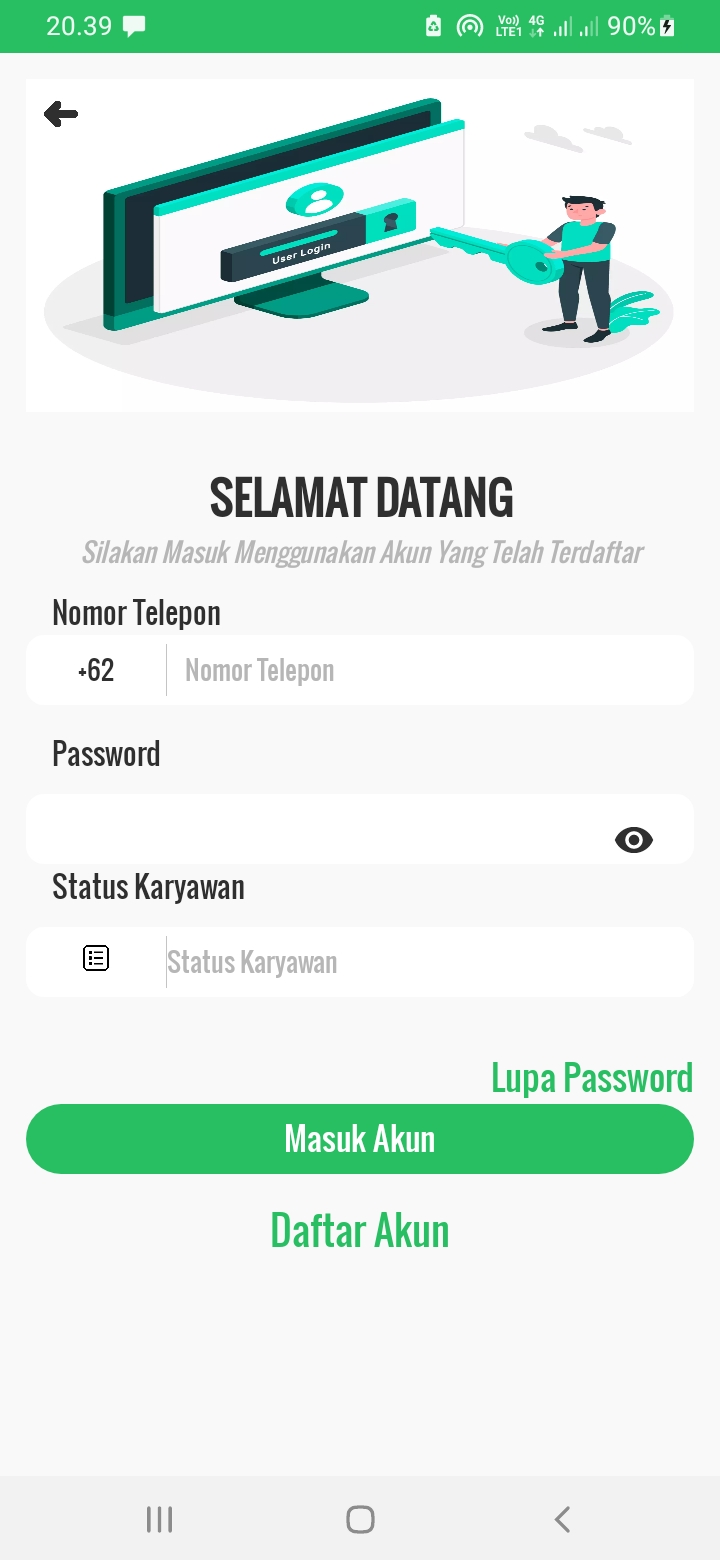 20.39
Vo)) 4G
LTE1
90%
User Login
SELAMAT DATANG
Silakan Masuk Menggunakan Akun Yang Telah Terdaftar
Nomor Telepon
+62 Nomor Telepon
Password
Status Karyawan
Status Karyawan
Lupa Password
Masuk Akun
Daftar Akun